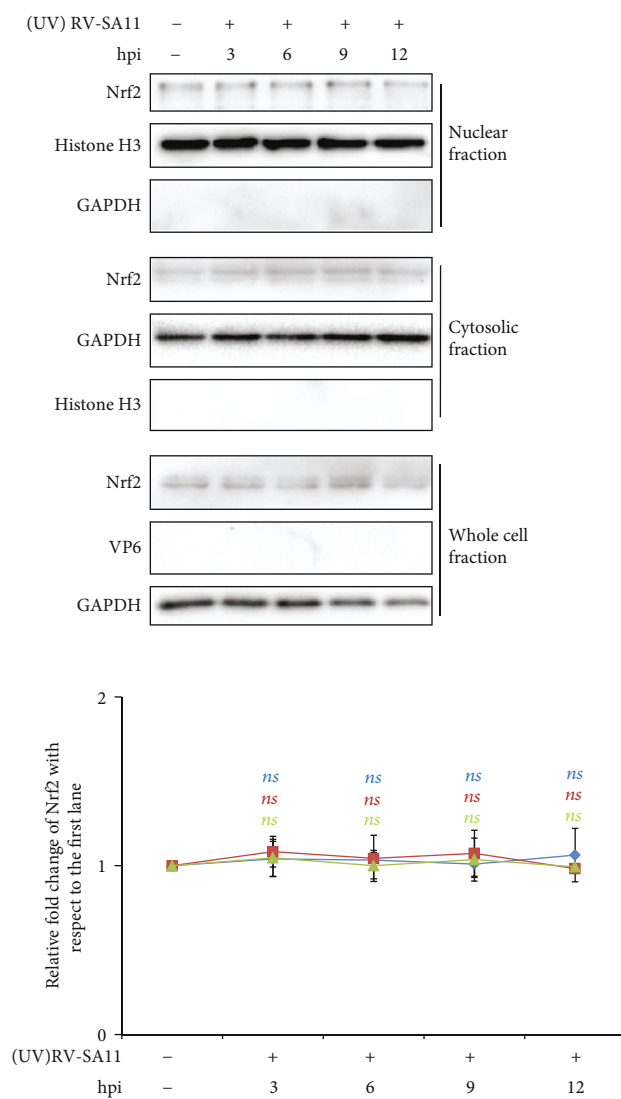 (UV) RV-SA11 – + + + +
hpi – 3 6 9 12
Nrf2
Histone H3
GAPDH
Nuclear
fraction
Nrf2
GAPDH
Histone H3
Cytosolic
fraction
Nrf2
VP6
GAPDH
Whole cell
fraction
Relative fold change of Nrf2 with
respect to the first lane
2
1
0
ns ns ns ns
ns ns ns ns
ns ns ns ns
(UV)RV-SA11 – + + + +
hpi – 3 6 9 12